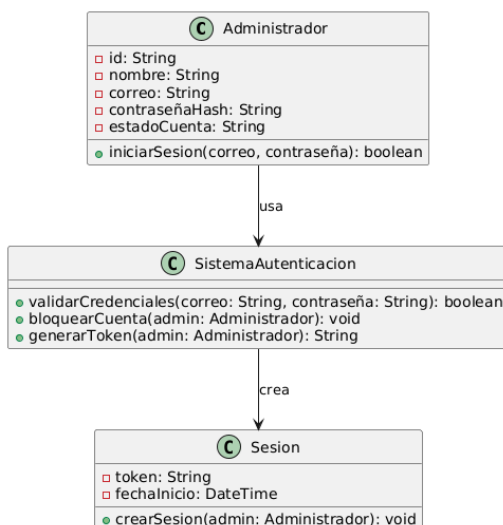 C Administrador
id: String
nombre: String
correo: String
contraseñaHash: String
estadoCuenta: String
iniciarSesion(correo, contraseña): boolean
usa
C SistemaAutenticacion
validarCredenciales(correo: String, contraseña: String): boolean
bloquearCuenta(admin: Administrador): void
generarToken(admin: Administrador): String
crea
C Sesion
token: String
fechaInicio: DateTime
crearSesion(admin: Administrador): void